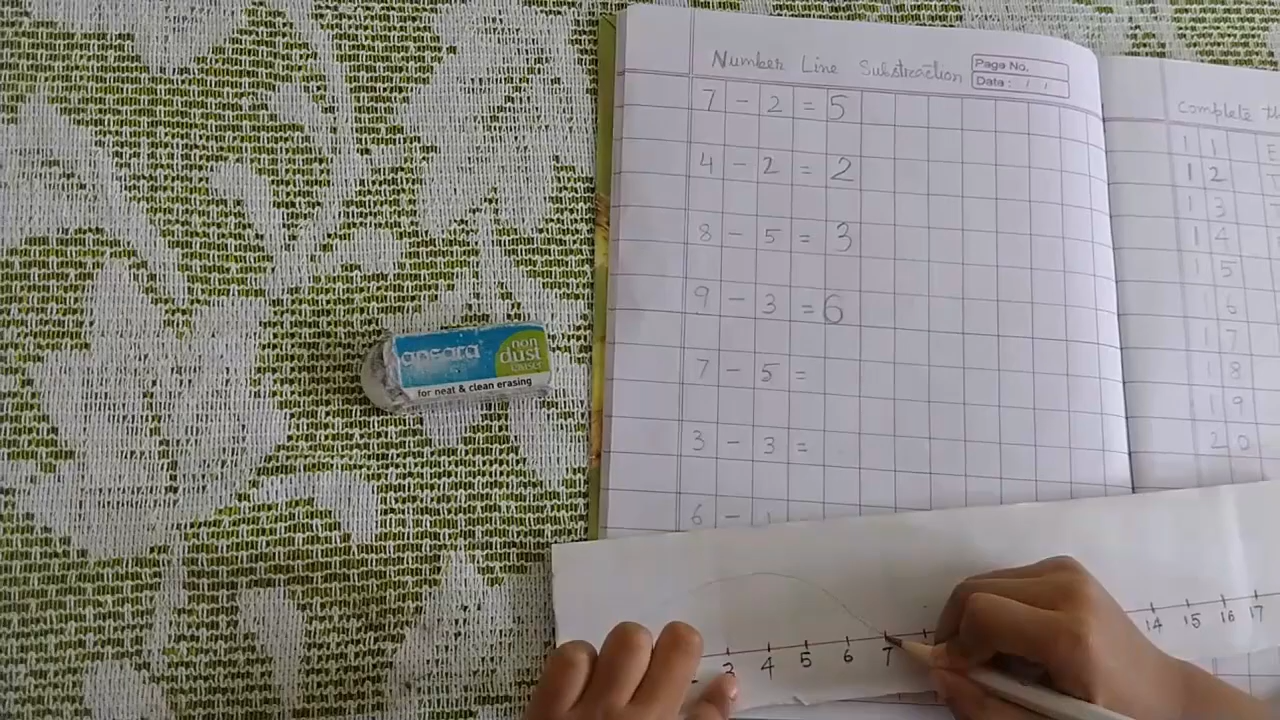 Number Line Substraction
Page No.
Date : / /
7 - 2 = 5
4 - 2 = 2
8 - 5 = 3
9 - 3 = 6
7 - 5 =
3 - 3 =
6 -
Complete
11
12
13
14
15
16
17
18
19
20
apsara
non
dust
eraser
for neat & clean erasing
3 4 5 6 7 14 15 16 17